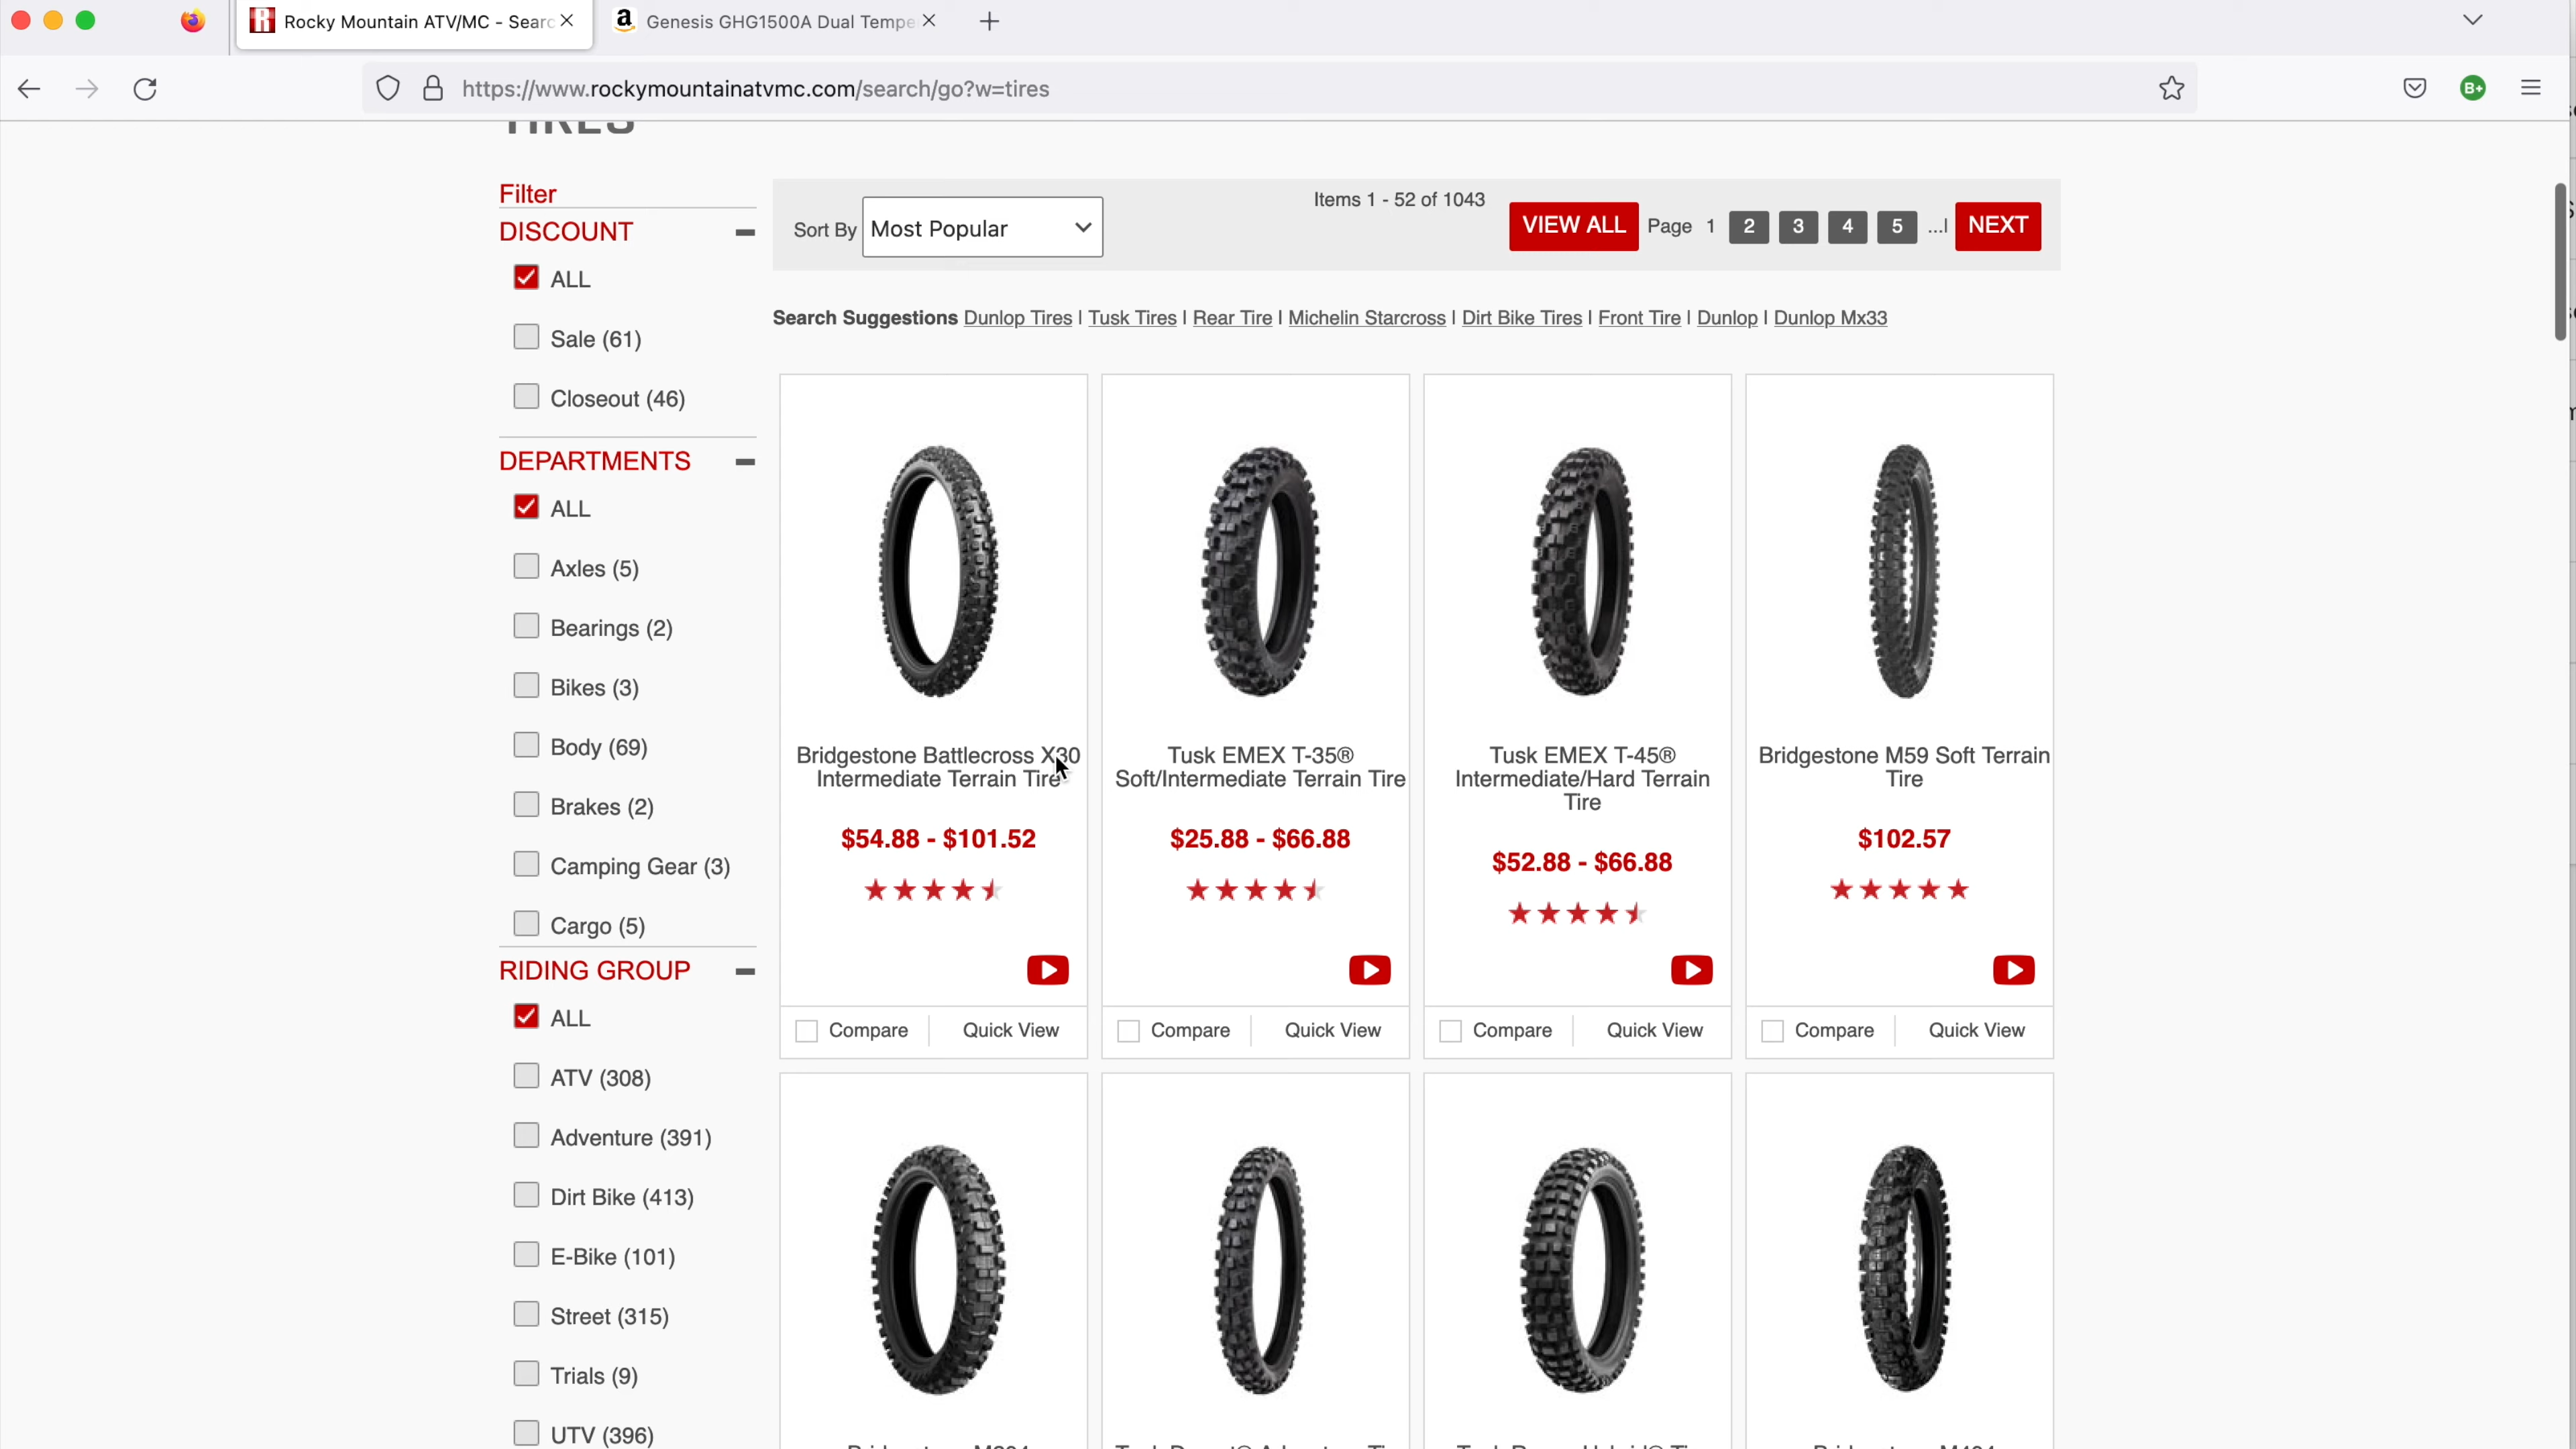 Rocky Mountain ATV/MC - Searc
Genesis GHG1500A Dual Tempe
https://www.rockymountainatvmc.com/search/go?w=tires
TIRES
Filter
DISCOUNT
ALL
Sale (61)
Closeout (46)
DEPARTMENTS
ALL
Axles (5)
Bearings (2)
Bikes (3)
Body (69)
Brakes (2)
Camping Gear (3)
Cargo (5)
RIDING GROUP
ALL
ATV (308)
Adventure (391)
Dirt Bike (413)
E-Bike (101)
Street (315)
Trials (9)
UTV (396)
Sort By Most Popular
Items 1 - 52 of 1043
VIEW ALL Page 1 2 3 4 5 ...| NEXT
Search Suggestions Dunlop Tires | Tusk Tires | Rear Tire | Michelin Starcross | Dirt Bike Tires | Front Tire | Dunlop | Dunlop Mx33
Bridgestone Battlecross X30
Intermediate Terrain Tire
$54.88 - $101.52
Compare Quick View
Tusk EMEX T-35®
Soft/Intermediate Terrain Tire
$25.88 - $66.88
Compare Quick View
Tusk EMEX T-45®
Intermediate/Hard Terrain
Tire
$52.88 - $66.88
Compare Quick View
Bridgestone M59 Soft Terrain
Tire
$102.57
Compare Quick View